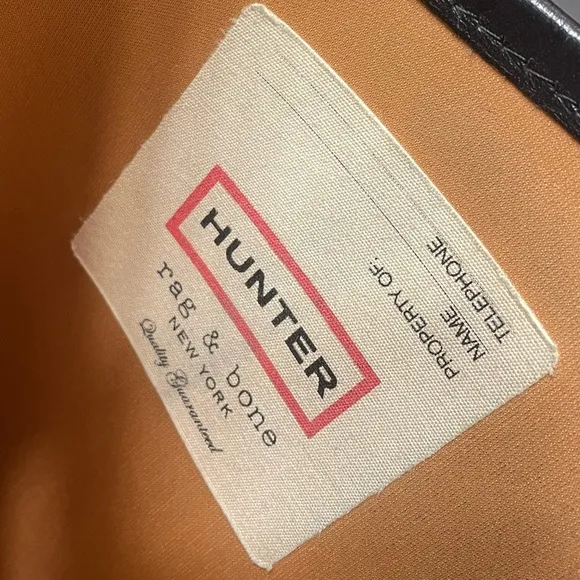 HUNTER
rag & bone
NEW YORK
Quality Guaranteed
PROPERTY OF:
NAME
TELEPHONE